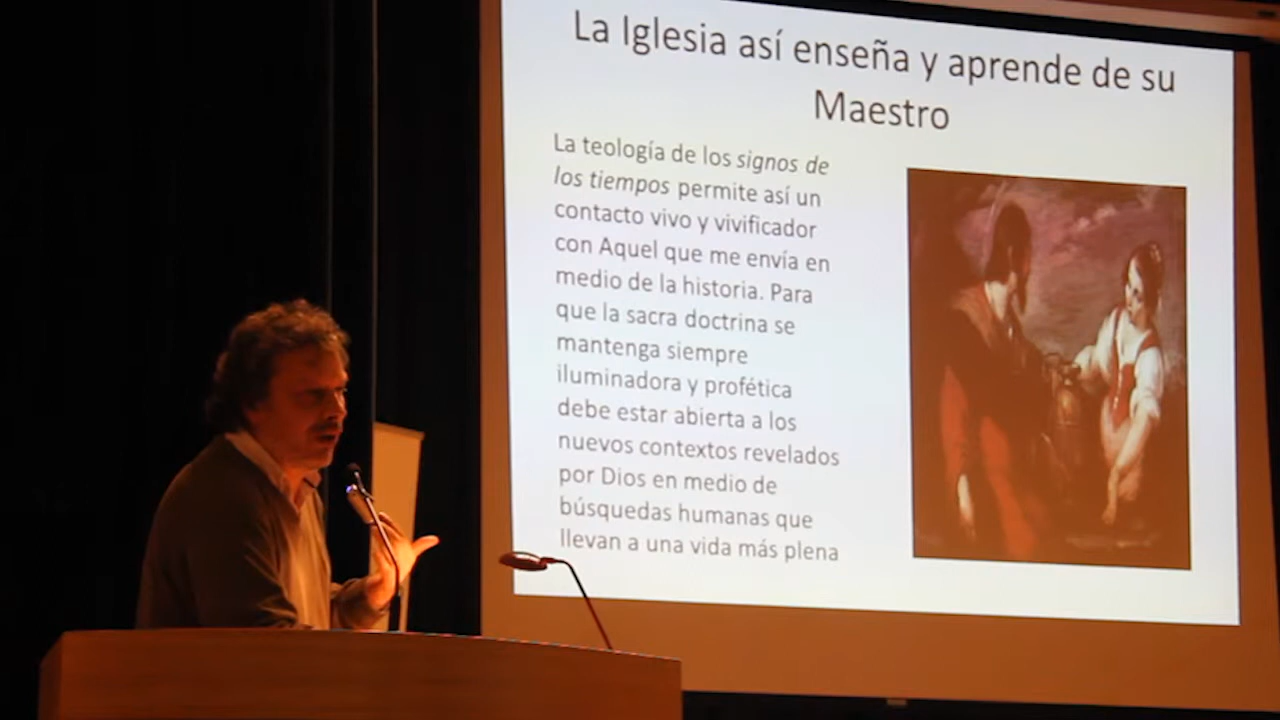 La Iglesia así enseña y aprende de su
Maestro
La teología de los signos de
los tiempos permite así un
contacto vivo y vivificador
con Aquel que me envía en
medio de la historia. Para
que la sacra doctrina se
mantenga siempre
iluminadora y profética
debe estar abierta a los
nuevos contextos revelados
por Dios en medio de
búsquedas humanas que
llevan a una vida más plena